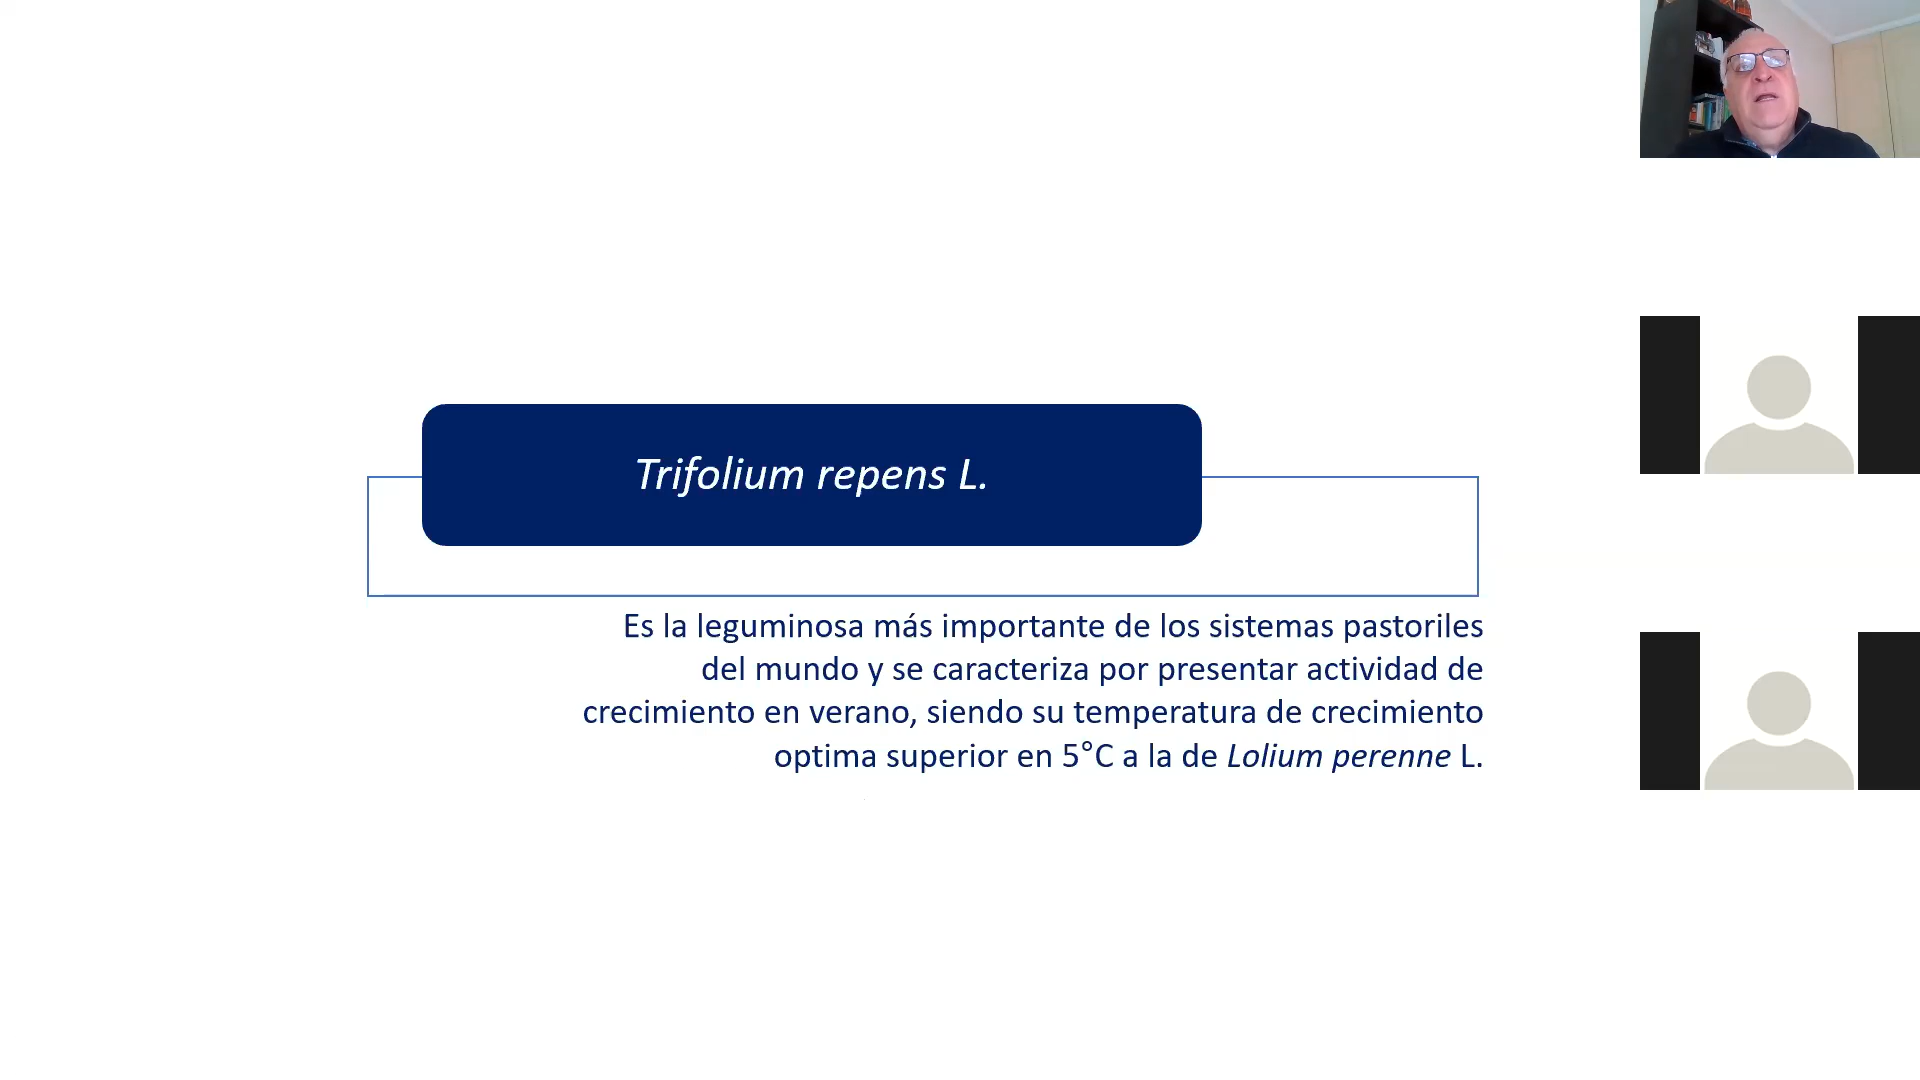 Trifolium repens L.
Es la leguminosa más importante de los sistemas pastoriles
del mundo y se caracteriza por presentar actividad de
crecimiento en verano, siendo su temperatura de crecimiento
optima superior en 5°C a la de Lolium perenne L.